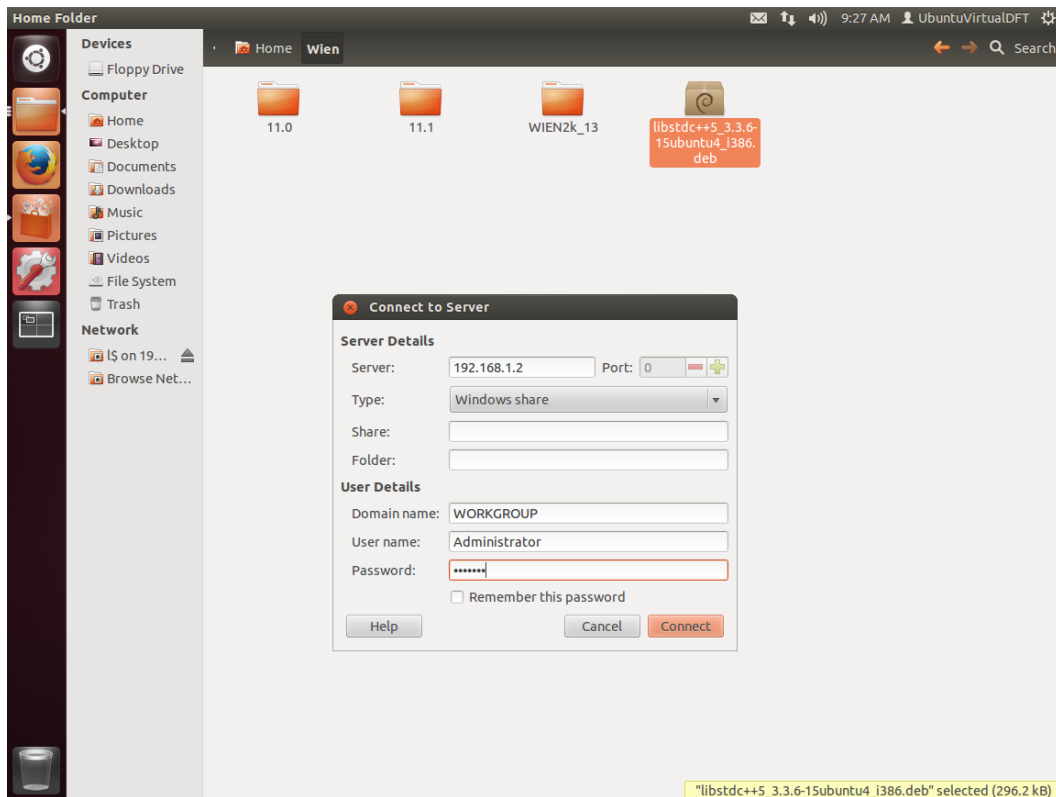 Home Folder
9:27 AM UbuntuVirtualDFT
Devices
Floppy Drive
Computer
Home
Desktop
Documents
Downloads
Music
Pictures
Videos
File System
Trash
Network
l$ on 19...
Browse Net...
Home Wien
Search
11.0
11.1
WIEN2k_13
libstdc++5_3.3.6-
15ubuntu4_i386.
deb
Connect to Server
Server Details
Server: 192.168.1.2 Port: 0
Type: Windows share
Share:
Folder:
User Details
Domain name: WORKGROUP
User name: Administrator
Password: •••••••
Remember this password
Help Cancel Connect
"libstdc++5_3.3.6-15ubuntu4_i386.deb" selected (296.2 kB)